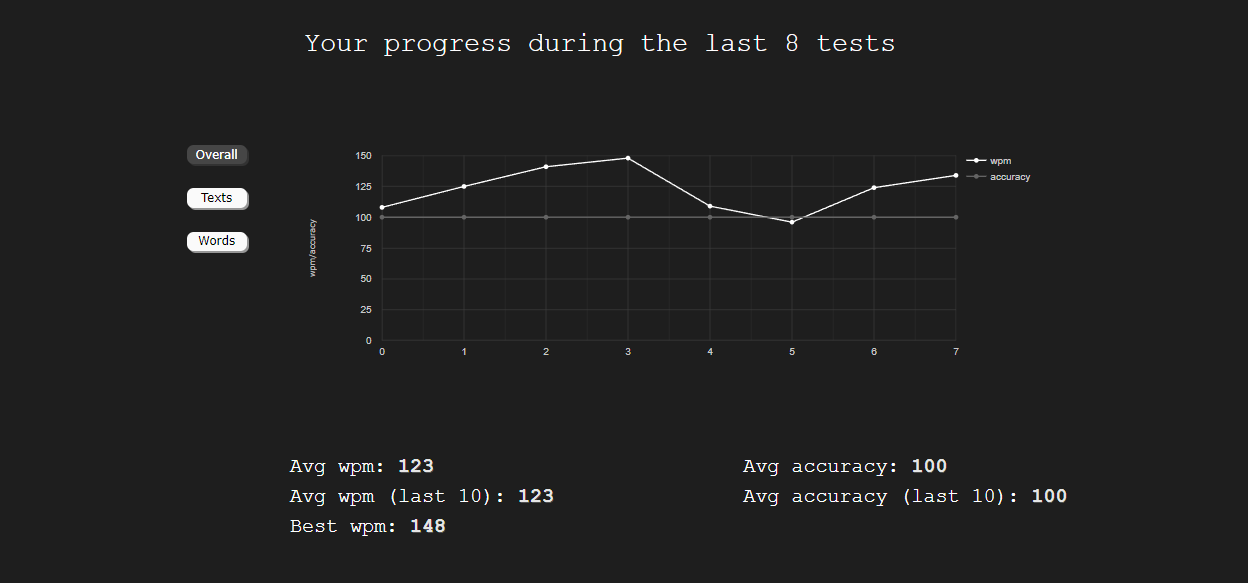 Your progress during the last 8 tests
Overall
Texts
Words
wpm/accuracy
150
125
100
75
50
25
0
0 1 2 3 4 5 6 7
wpm
accuracy
Avg wpm: 123
Avg wpm (last 10): 123
Best wpm: 148
Avg accuracy: 100
Avg accuracy (last 10): 100